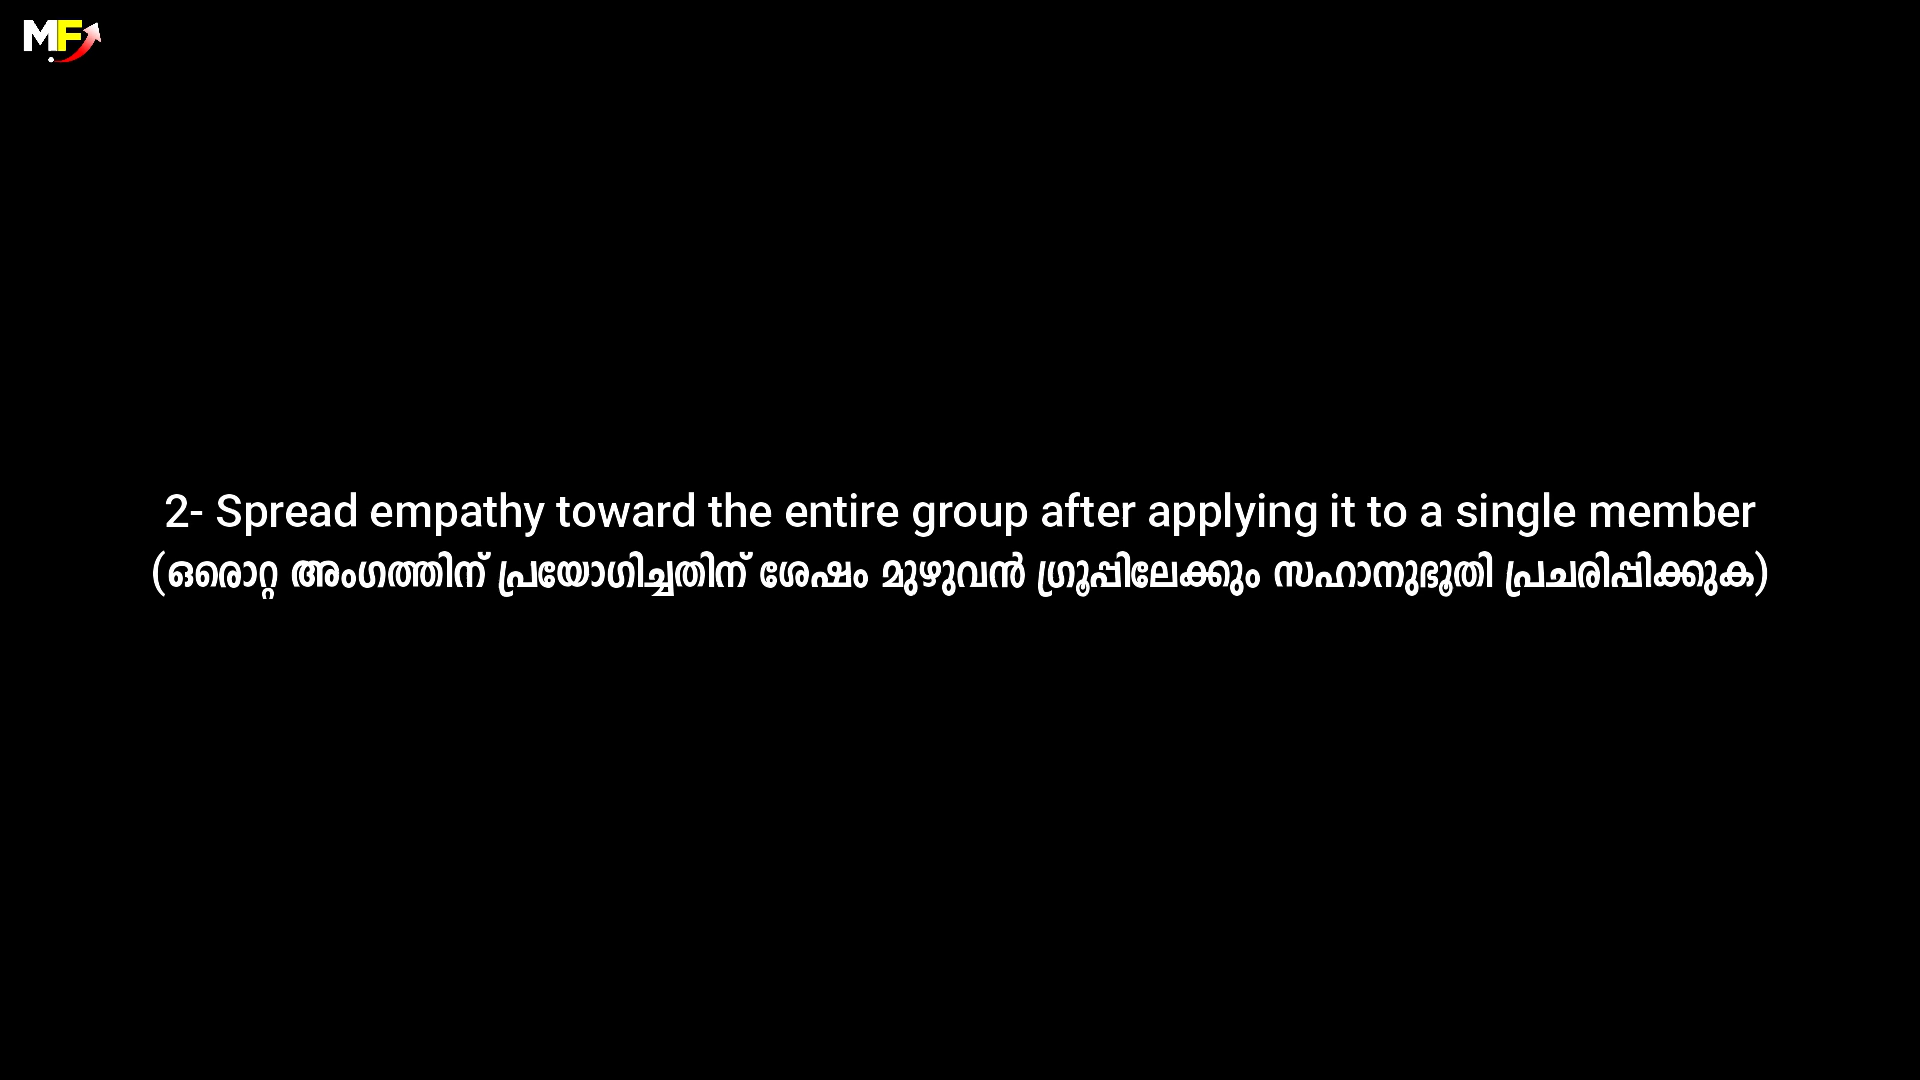 MF
2- Spread empathy toward the entire group after applying it to a single member
(ഒരൊറ്റ അംഗത്തിന് പ്രയോഗിച്ചതിന് ശേഷം മുഴുവൻ ഗ്രൂപ്പിലേക്കും സഹാനുഭൂതി പ്രചരിപ്പിക്കുക)